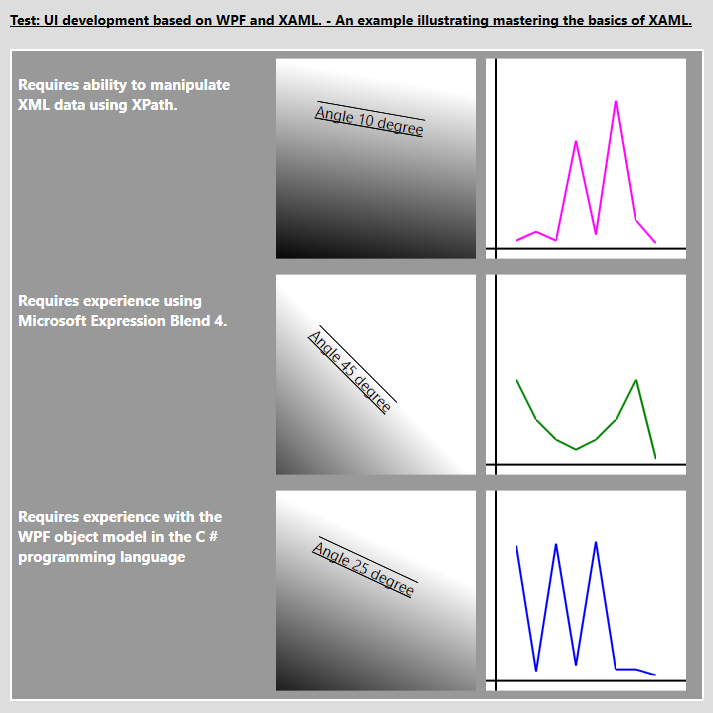 Test: UI development based on WPF and XAML. - An example illustrating mastering the basics of XAML.
Requires ability to manipulate
XML data using XPath.
Angle 10 degree
Requires experience using
Microsoft Expression Blend 4.
Angle 45 degree
Requires experience with the
WPF object model in the C #
programming language
Angle 25 degree